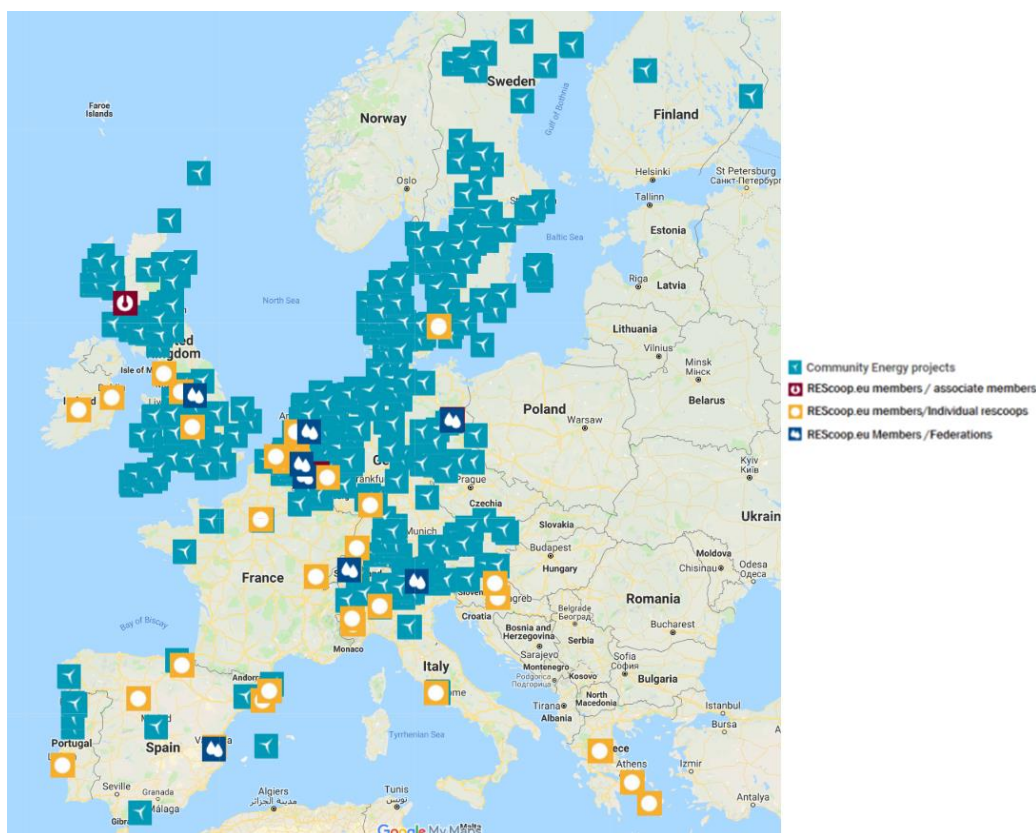 Faroe
Islands
Sweden
Norway
Finland
Gulf of Bothnia
Oslo
Helsinki
St Petersburg
Санкт-Петербург
Tallinn
Estonia
Baltic Sea
Riga
Latvia
North Sea
Lithuania
Vilnius
Minsk
Мінск
Belarus
Kingdom
Isle of M
Poland
Warsaw
Kyiv
Київ
Prague
Czechia
Ukrain
Slovakia
Munich
Budapest
Hungary
Moldova
Chisinau
Odesa
Одеса
France
Romania
Croatia
Belgrade
Београд
Bucharest
Bosnia and
Herzegovina
Serbia
Sarajevo
Bay of Biscay
Monaco
Montenegro
Podgorica
Подгорица
Kosovo
Sofia
София
Bulgaria
Italy
North
Macedonia
Tirana
Albania
Istanbul
Bursa
Tyrrhenian Sea
Portugal
Spain
Athens
Izmir
Seville
Granada
Málaga
Antalya
Algiers
مدينة الجزائر
Tunis
تونس
Google My Maps
Malta
Community Energy projects
REScoop.eu members / associate members
REScoop.eu members/Individual rescoops
REScoop.eu Members /Federations